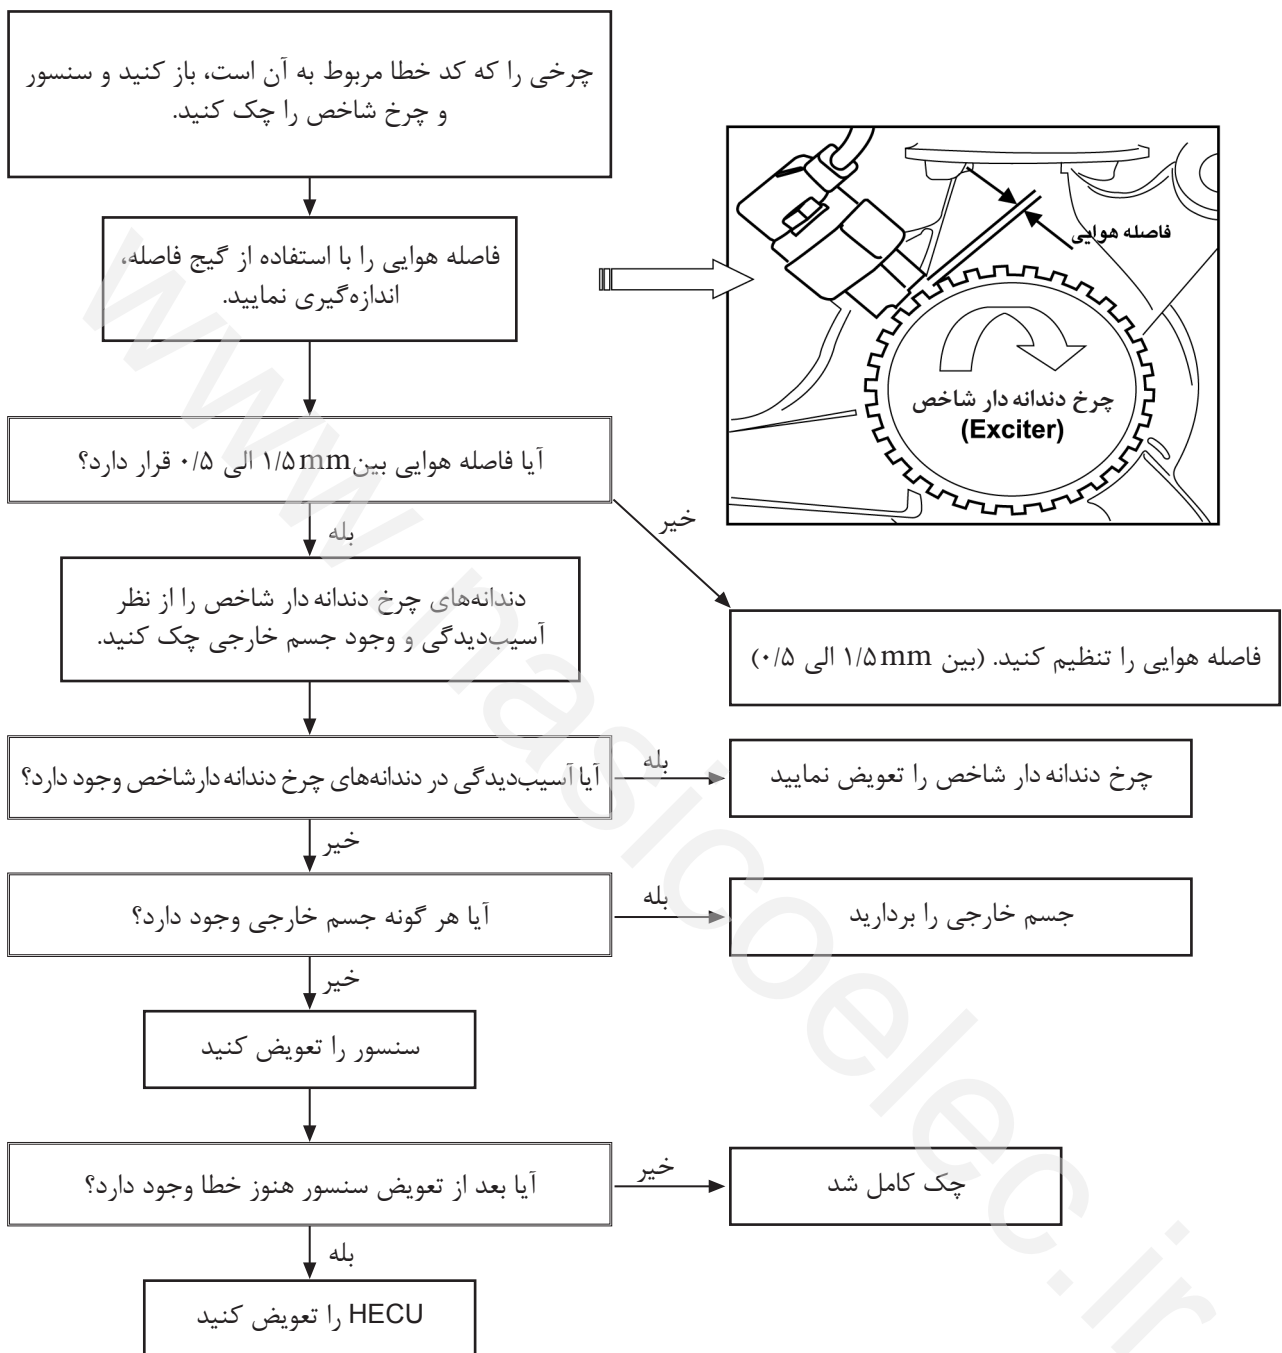 چرخی را که کد خطا مربوط به آن است، باز کنید و سنسور
و چرخ شاخص را چک کنید.
فاصله هوایی را با استفاده از گیج فاصله،
اندازه‌گیری نمایید.
فاصله هوایی
چرخ دندانه دار شاخص
(Exciter)
آیا فاصله هوایی بین ۱/۵mm الی ۰/۵ قرار دارد؟
خیر
بله
دندانه‌های چرخ دندانه دار شاخص را از نظر
آسیب‌دیدگی و وجود جسم خارجی چک کنید.
فاصله هوایی را تنظیم کنید. (بین ۱/۵mm الی ۰/۵)
آیا آسیب‌دیدگی در دندانه‌های چرخ دندانه دارشاخص وجود دارد؟
بله
چرخ دندانه دار شاخص را تعویض نمایید
خیر
آیا هر گونه جسم خارجی وجود دارد؟
بله
جسم خارجی را بردارید
خیر
سنسور را تعویض کنید
آیا بعد از تعویض سنسور هنوز خطا وجود دارد؟
خیر
چک کامل شد
بله
HECU را تعویض کنید
www.nasicoelec.ir